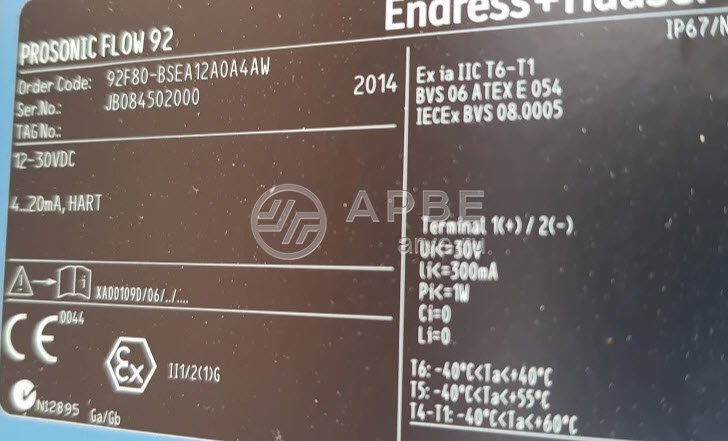 Endress+Hauser
PROSONIC FLOW 92
IP67/N
Order Code: 92F80-BSEA12A0A4AW
Ser.No.: JB084502000
2014
TAG No.:
12-30VDC
4..20mA, HART
XA00109D/06/../....
0044
CE
Ex
II1/2(1)G
N12895 Ga/Gb
Ex ia IIC T6-T1
BVS 06 ATEX E 054
IECEx BVS 08.0005
Terminal 1(+) / 2(-)
Ui<=30V
Ii<=300mA
Pi<=1W
Ci=0
Li=0
T6: -40°C<Ta<+40°C
T5: -40°C<Ta<+55°C
T4-T1: -40°C<Ta<+60°C
АРВЕ